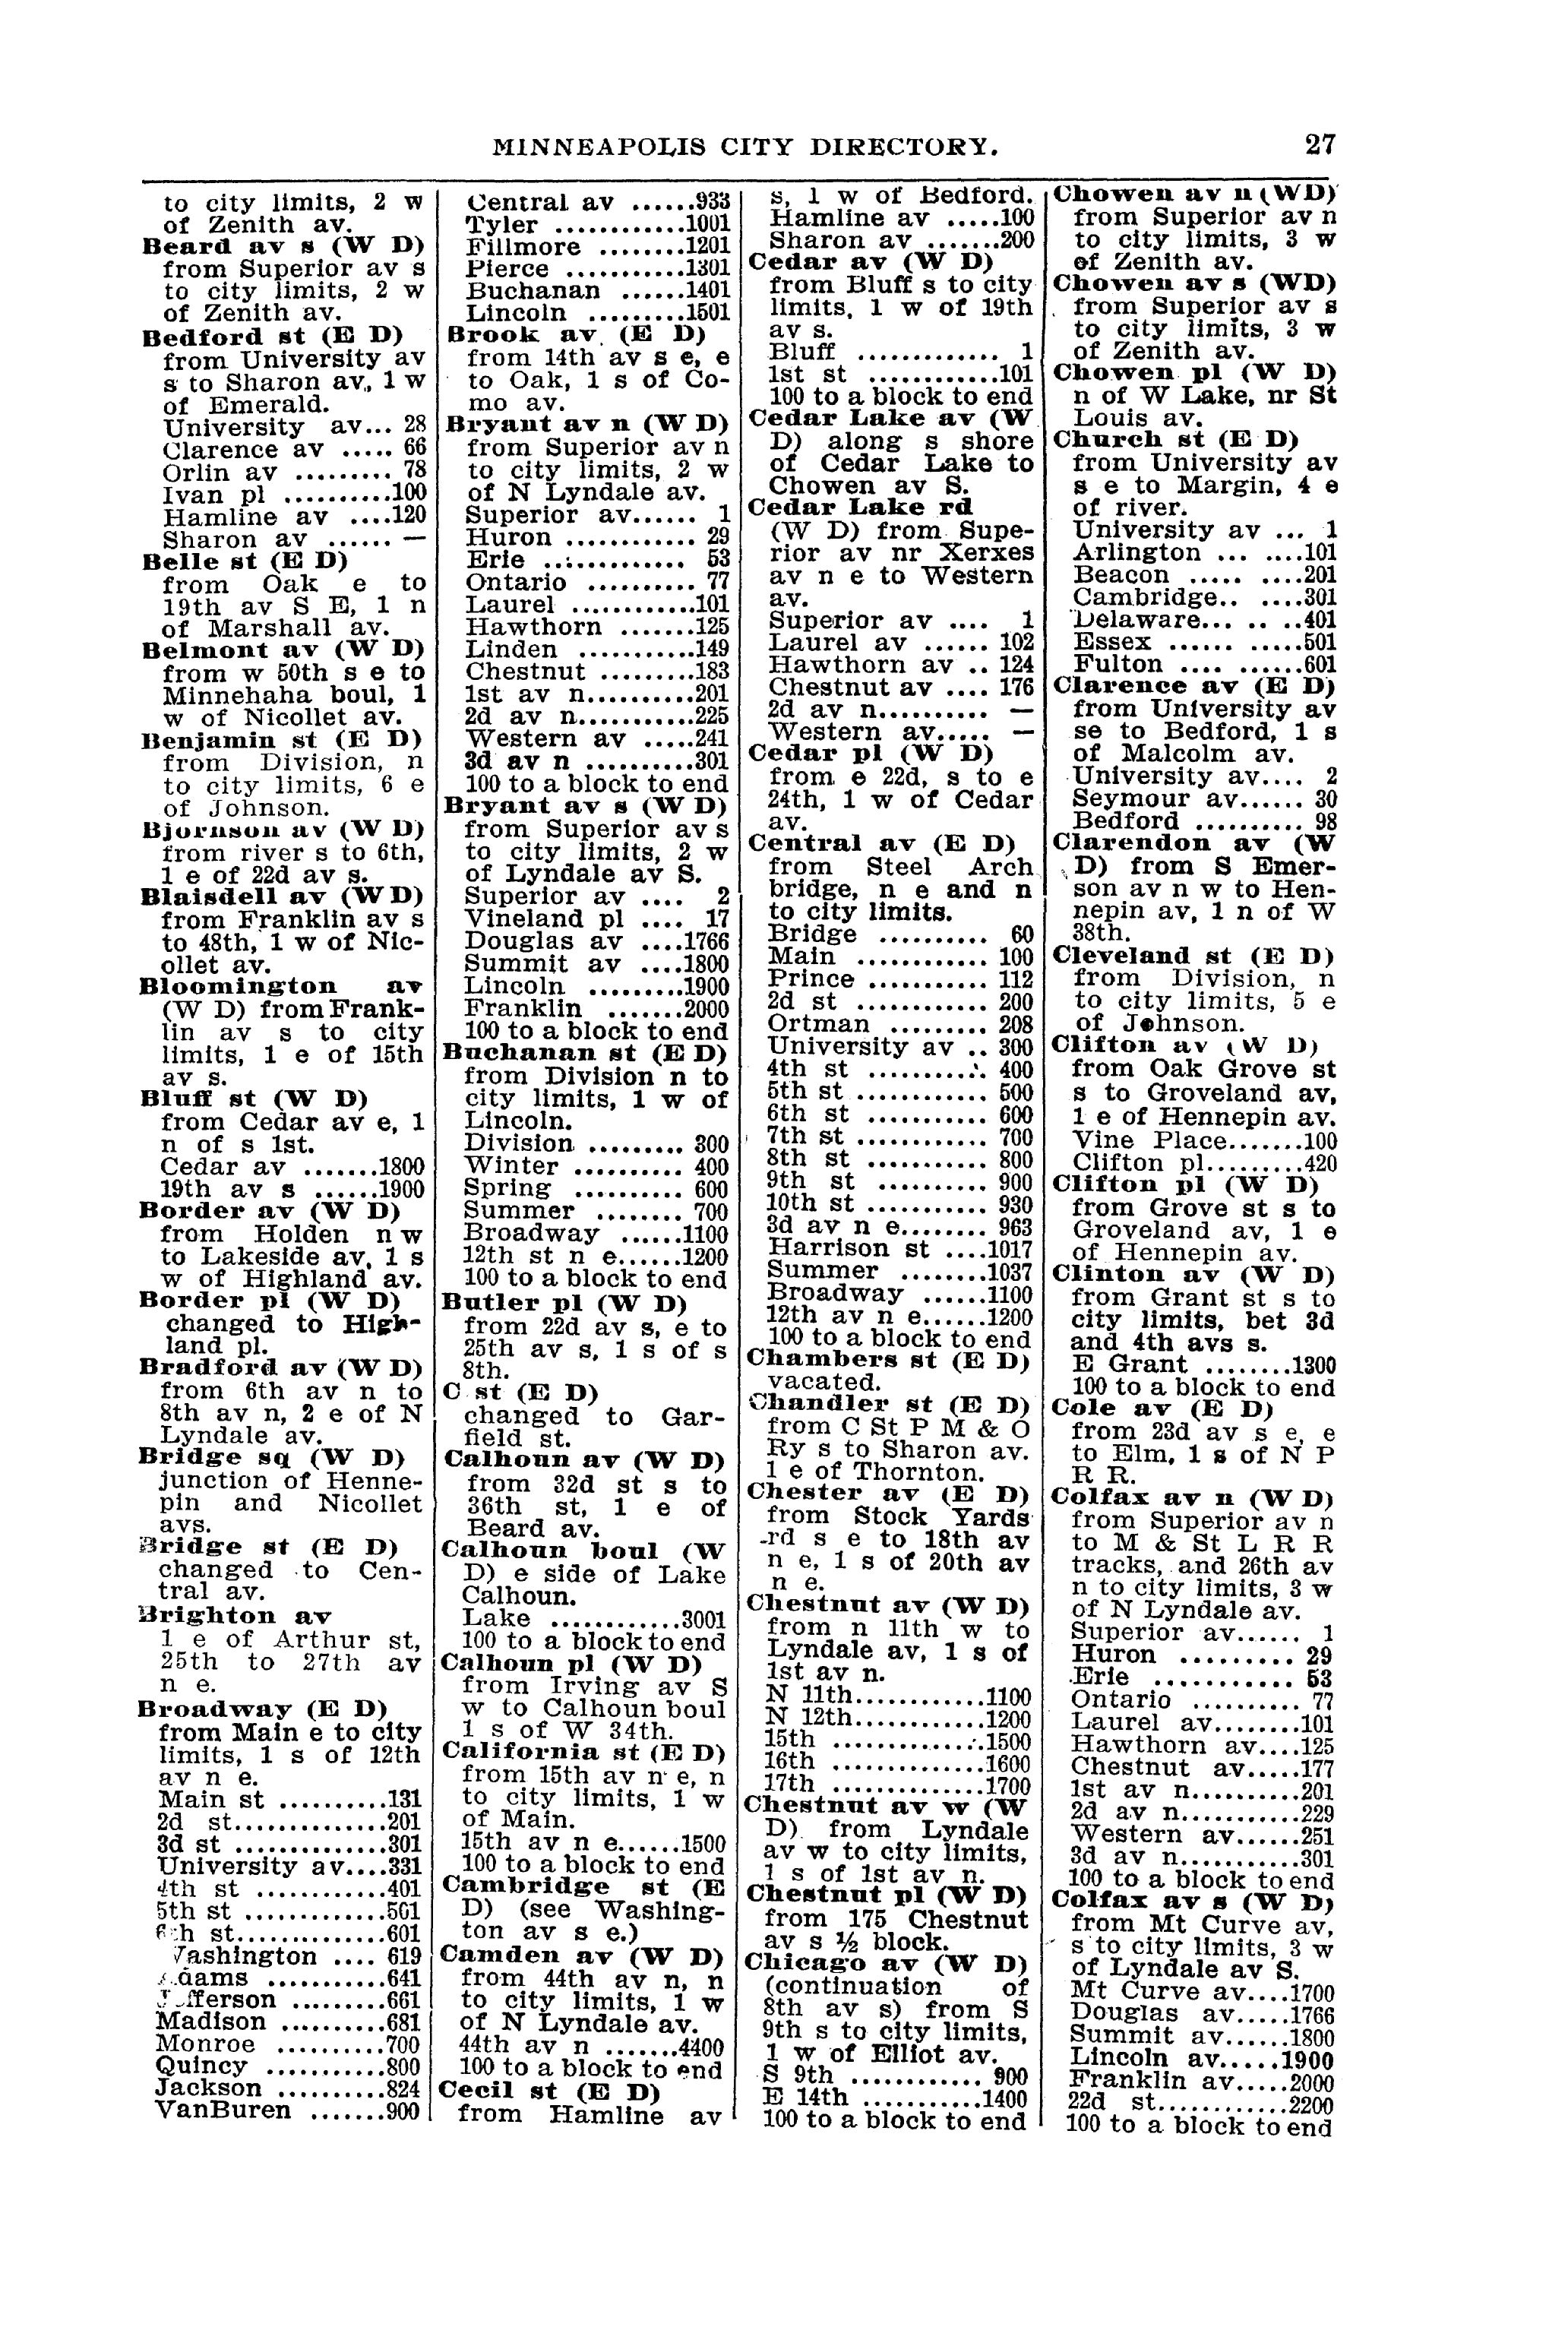 MINNEAPOLIS CITY DIRECTORY. 27
to city limits, 2 w
of Zenith av.
Beard av s (W D)
from Superior av s
to city limits, 2 w
of Zenith av.
Bedford st (E D)
from University av
s to Sharon av., 1 w
of Emerald.
University av... 28
Clarence av ..... 66
Orlin av ......... 78
Ivan pl ..........100
Hamline av ....120
Sharon av ...... —
Belle st (E D)
from Oak e to
19th av S E, 1 n
of Marshall av.
Belmont av (W D)
from w 50th s e to
Minnehaha boul, 1
w of Nicollet av.
Benjamin st (E D)
from Division, n
to city limits, 6 e
of Johnson.
Bjornson av (W D)
from river s to 6th,
1 e of 22d av s.
Blaisdell av (W D)
from Franklin av s
to 48th, 1 w of Nic-
ollet av.
Bloomington av
(W D) from Frank-
lin av s to city
limits, 1 e of 15th
av s.
Bluff st (W D)
from Cedar av e, 1
n of s 1st.
Cedar av .......1800
19th av s ......1900
Border av (W D)
from Holden n w
to Lakeside av, 1 s
w of Highland av.
Border pl (W D)
changed to High-
land pl.
Bradford av (W D)
from 6th av n to
8th av n, 2 e of N
Lyndale av.
Bridge sq (W D)
junction of Henne-
pin and Nicollet
avs.
Bridge st (E D)
changed to Cen-
tral av.
Brighton av
1 e of Arthur st,
25th to 27th av
n e.
Broadway (E D)
from Main e to city
limits, 1 s of 12th
av n e.
Main st ..........131
2d st..............201
3d st ..............301
University av....331
4th st ............401
5th st .............501
6th st.............601
Washington .... 619
Adams ...........641
Jefferson .........661
Madison ..........681
Monroe ..........700
Quincy ...........800
Jackson ..........824
VanBuren .......900
Central av ......933
Tyler ............1001
Fillmore ........1201
Pierce ...........1301
Buchanan ......1401
Lincoln .........1501
Brook av. (E D)
from 14th av s e, e
to Oak, 1 s of Co-
mo av.
Bryant av n (W D)
from Superior av n
to city limits, 2 w
of N Lyndale av.
Superior av...... 1
Huron ............ 29
Erie ............. 53
Ontario .......... 77
Laurel ............101
Hawthorn .......125
Linden ...........149
Chestnut .........183
1st av n..........201
2d av n...........225
Western av .....241
3d av n ..........301
100 to a block to end
Bryant av s (W D)
from Superior av s
to city limits, 2 w
of Lyndale av S.
Superior av .... 2
Vineland pl .... 17
Douglas av ....1766
Summit av ....1800
Lincoln .........1900
Franklin .......2000
100 to a block to end
Buchanan st (E D)
from Division n to
city limits, 1 w of
Lincoln.
Division ......... 300
Winter .......... 400
Spring .......... 600
Summer ........ 700
Broadway ......1100
12th st n e......1200
100 to a block to end
Butler pl (W D)
from 22d av s, e to
25th av s, 1 s of s
8th.
C st (E D)
changed to Gar-
field st.
Calhoun av (W D)
from 32d st s to
36th st, 1 e of
Beard av.
Calhoun boul (W
D) e side of Lake
Calhoun.
Lake ............3001
100 to a block to end
Calhoun pl (W D)
from Irving av S
w to Calhoun boul
1 s of W 34th.
California st (E D)
from 15th av n e, n
to city limits, 1 w
of Main.
15th av n e......1500
100 to a block to end
Cambridge st (E
D) (see Washing-
ton av s e.)
Camden av (W D)
from 44th av n, n
to city limits, 1 w
of N Lyndale av.
44th av n .......4400
100 to a block to end
Cecil st (E D)
from Hamline av
s, 1 w of Bedford.
Hamline av .....100
Sharon av .......200
Cedar av (W D)
from Bluff s to city
limits, 1 w of 19th
av s.
Bluff ............. 1
1st st ............101
100 to a block to end
Cedar Lake av (W
D) along s shore
of Cedar Lake to
Chowen av S.
Cedar Lake rd
(W D) from Supe-
rior av nr Xerxes
av n e to Western
av.
Superior av .... 1
Laurel av ...... 102
Hawthorn av .. 124
Chestnut av .... 176
2d av n.......... —
Western av..... —
Cedar pl (W D)
from e 22d, s to e
24th, 1 w of Cedar
av.
Central av (E D)
from Steel Arch
bridge, n e and n
to city limits.
Bridge .......... 60
Main ............ 100
Prince ........... 112
2d st ............ 200
Ortman ......... 208
University av .. 300
4th st ........... 400
5th st ............ 500
6th st ............ 600
7th st ............ 700
8th st ........... 800
9th st .......... 900
10th st ........... 930
3d av n e........ 963
Harrison st ....1017
Summer ........1037
Broadway ......1100
12th av n e......1200
100 to a block to end
Chambers st (E D)
vacated.
Chandler st (E D)
from C St P M & O
Ry s to Sharon av.
1 e of Thornton.
Chester av (E D)
from Stock Yards
rd s e to 18th av
n e, 1 s of 20th av
n e.
Chestnut av (W D)
from n 11th w to
Lyndale av, 1 s of
1st av n.
N 11th............1100
N 12th............1200
15th ..............1500
16th ..............1600
17th ..............1700
Chestnut av w (W
D) from Lyndale
av w to city limits,
1 s of 1st av n.
Chestnut pl (W D)
from 175 Chestnut
av s ½ block.
Chicago av (W D)
(continuation of
8th av s) from S
9th s to city limits,
1 w of Elliot av.
S 9th ............ 900
E 14th ...........1400
100 to a block to end
Chowen av n (WD)
from Superior av n
to city limits, 3 w
of Zenith av.
Chowen av s (WD)
from Superior av s
to city limits, 3 w
of Zenith av.
Chowen pl (W D)
n of W Lake, nr St
Louis av.
Church st (E D)
from University av
s e to Margin, 4 e
of river.
University av ... 1
Arlington ... ....101
Beacon ..... ....201
Cambridge.. ....301
Delaware... .. ..401
Essex ...... .....501
Fulton .... ......601
Clarence av (E D)
from University av
se to Bedford, 1 s
of Malcolm av.
University av.... 2
Seymour av...... 30
Bedford .......... 98
Clarendon av (W
D) from S Emer-
son av n w to Hen-
nepin av, 1 n of W
38th.
Cleveland st (E D)
from Division, n
to city limits, 5 e
of Johnson.
Clifton av (W D)
from Oak Grove st
s to Groveland av,
1 e of Hennepin av.
Vine Place.......100
Clifton pl.........420
Clifton pl (W D)
from Grove st s to
Groveland av, 1 e
of Hennepin av.
Clinton av (W D)
from Grant st s to
city limits, bet 3d
and 4th avs s.
E Grant ........1300
100 to a block to end
Cole av (E D)
from 23d av s e, e
to Elm, 1 s of N P
R R.
Colfax av n (W D)
from Superior av n
to M & St L R R
tracks, and 26th av
n to city limits, 3 w
of N Lyndale av.
Superior av...... 1
Huron ......... 29
Erie ............ 53
Ontario .......... 77
Laurel av........101
Hawthorn av....125
Chestnut av.....177
1st av n..........201
2d av n...........229
Western av......251
3d av n...........301
100 to a block to end
Colfax av s (W D)
from Mt Curve av,
s to city limits, 3 w
of Lyndale av S.
Mt Curve av....1700
Douglas av.....1766
Summit av......1800
Lincoln av.....1900
Franklin av.....2000
22d st............2200
100 to a block to end